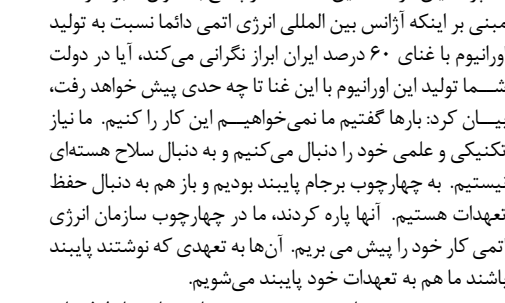 مبنی بر اینکه آژانس بین المللی انرژی اتمی دائما نسبت به تولید
اورانیوم با غنای ۶۰ درصد ایران ابراز نگرانی می‌کند، آیا در دولت
شــما تولید این اورانیوم با این غنا تا چه حدی پیش خواهد رفت،
بیــان کرد: بارها گفتیم ما نمی‌خواهیــم این کار را کنیم. ما نیاز
تکنیکی و علمی خود را دنبال می‌کنیم و به دنبال سلاح هسته‌ای
نیستیم. به چهارچوب برجام پایبند بودیم و باز هم به دنبال حفظ
تعهدات هستیم. آنها پاره کردند، ما در چهارچوب سازمان انرژی
اتمی کار خود را پیش می بریم. آن‌ها به تعهدی که نوشتند پایبند
باشند ما هم به تعهدات خود پایبند می‌شویم.